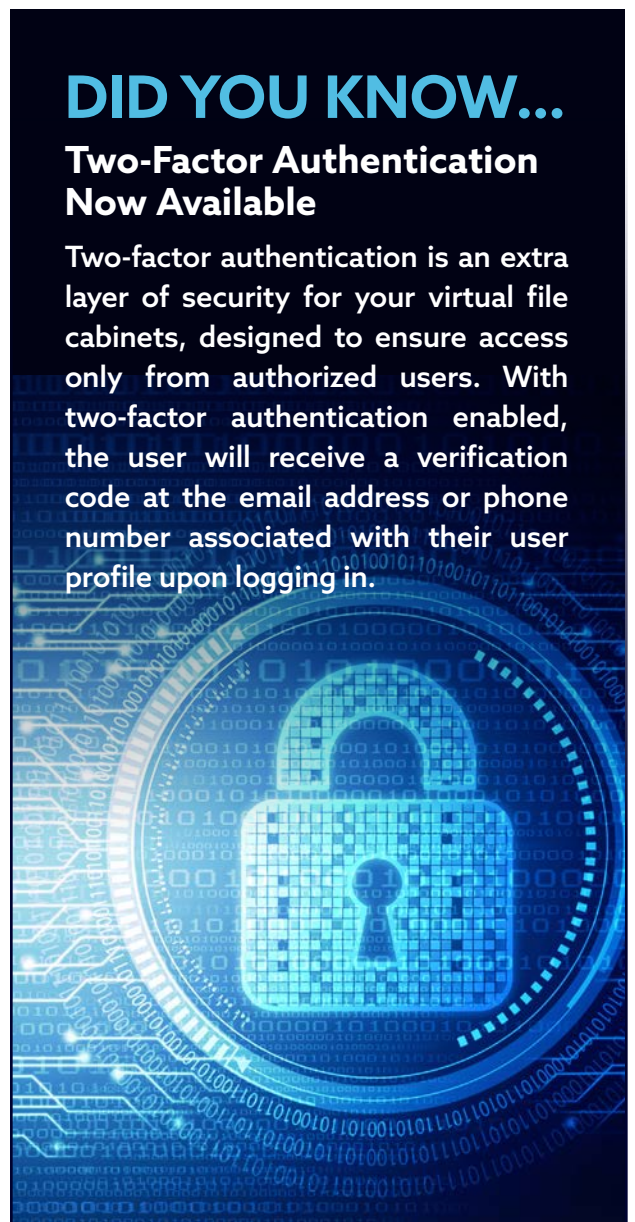 DID YOU KNOW...
Two-Factor Authentication
Now Available
Two-factor authentication is an extra
layer of security for your virtual file
cabinets, designed to ensure access
only from authorized users. With
two-factor authentication enabled,
the user will receive a verification
code at the email address or phone
number associated with their user
profile upon logging in.